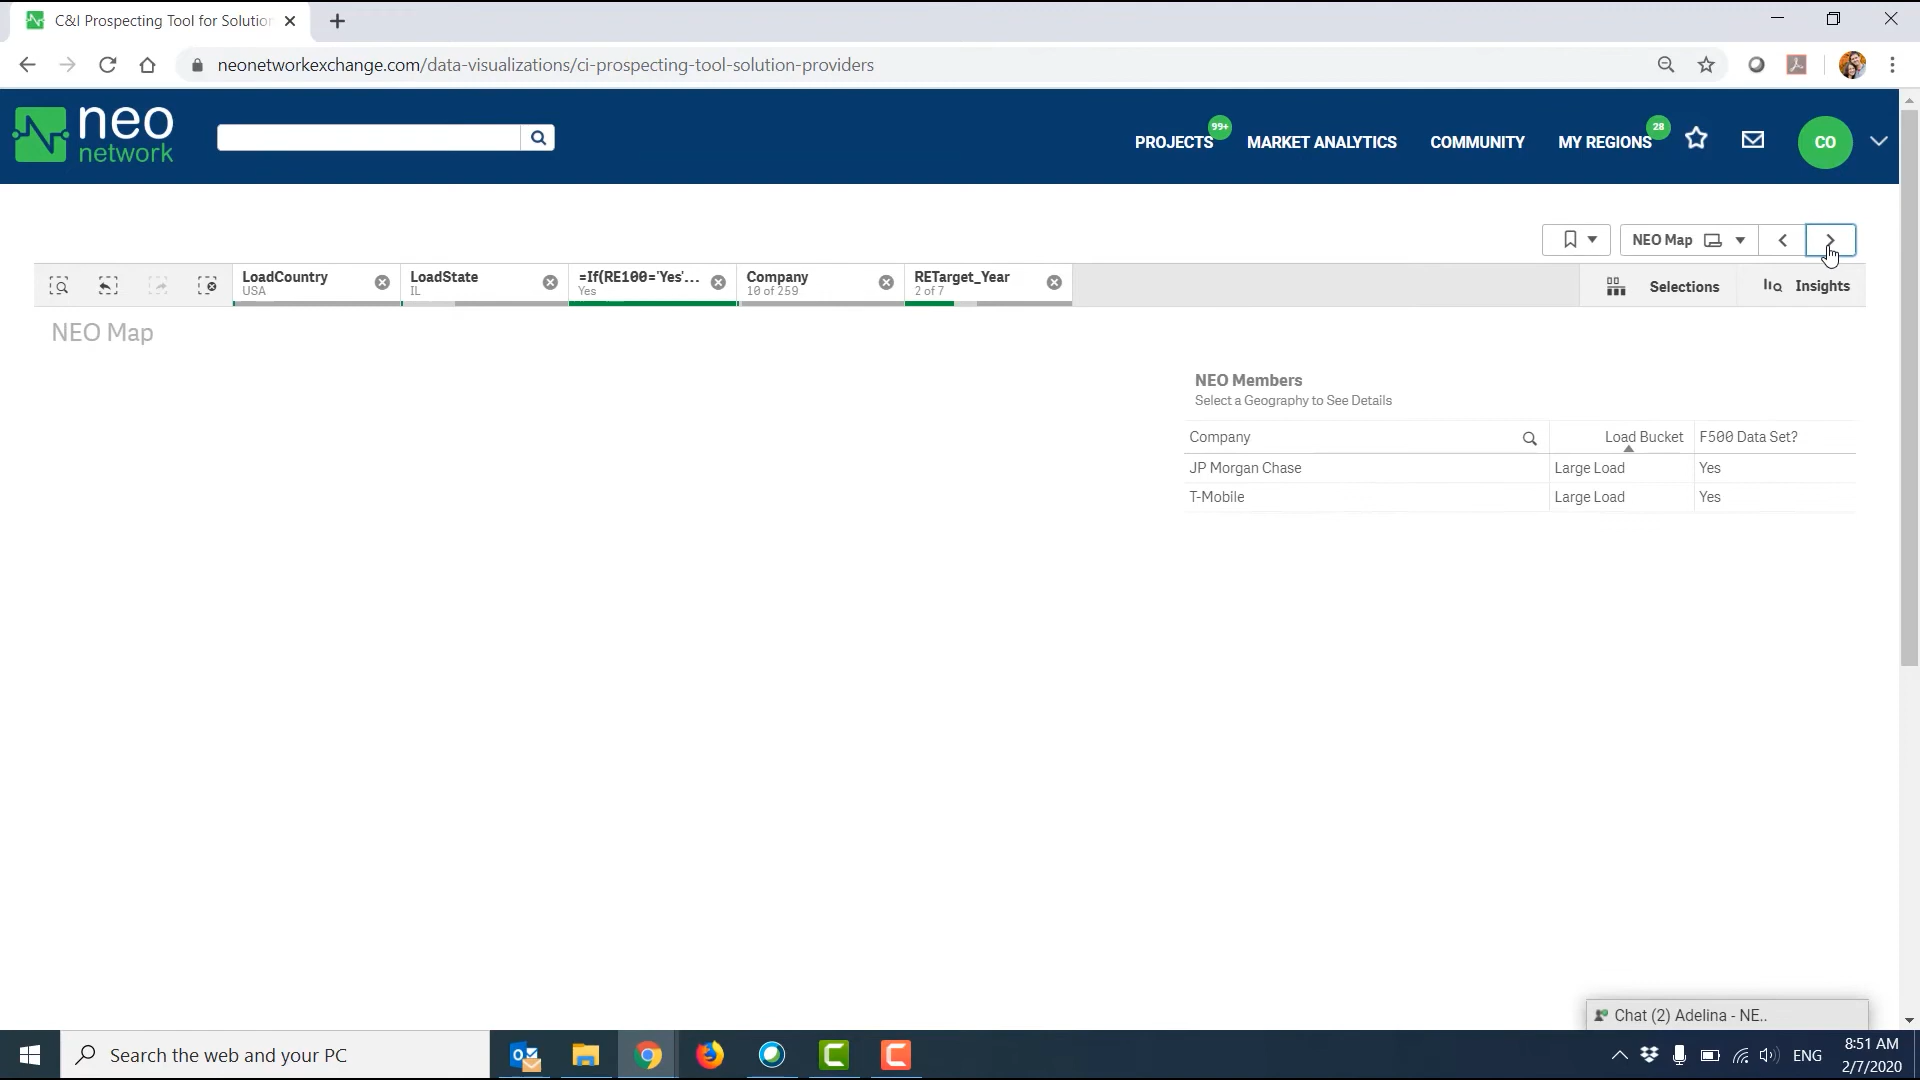 C&I Prospecting Tool for Solution
neonetworkexchange.com/data-visualizations/ci-prospecting-tool-solution-providers
neo
network
PROJECTS 99+ MARKET ANALYTICS COMMUNITY MY REGIONS 28 CO
NEO Map
LoadCountry LoadState =If(RE100='Yes'... Company RETarget_Year
USA IL Yes 10 of 259 2 of 7
Selections Insights
NEO Map
NEO Members
Select a Geography to See Details
Company Load Bucket F500 Data Set?
JP Morgan Chase Large Load Yes
T-Mobile Large Load Yes
Chat (2) Adelina - NE..
Search the web and your PC
ENG
8:51 AM
2/7/2020